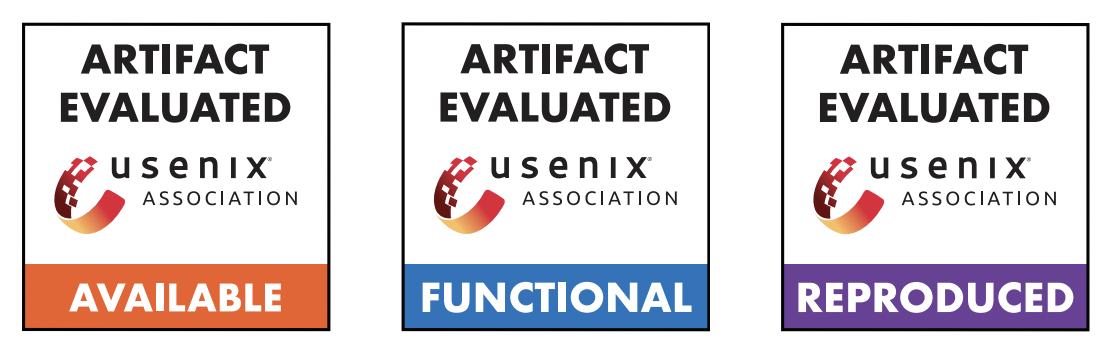 ARTIFACT
EVALUATED
usenix®
ASSOCIATION
AVAILABLE
ARTIFACT
EVALUATED
usenix®
ASSOCIATION
FUNCTIONAL
ARTIFACT
EVALUATED
usenix®
ASSOCIATION
REPRODUCED